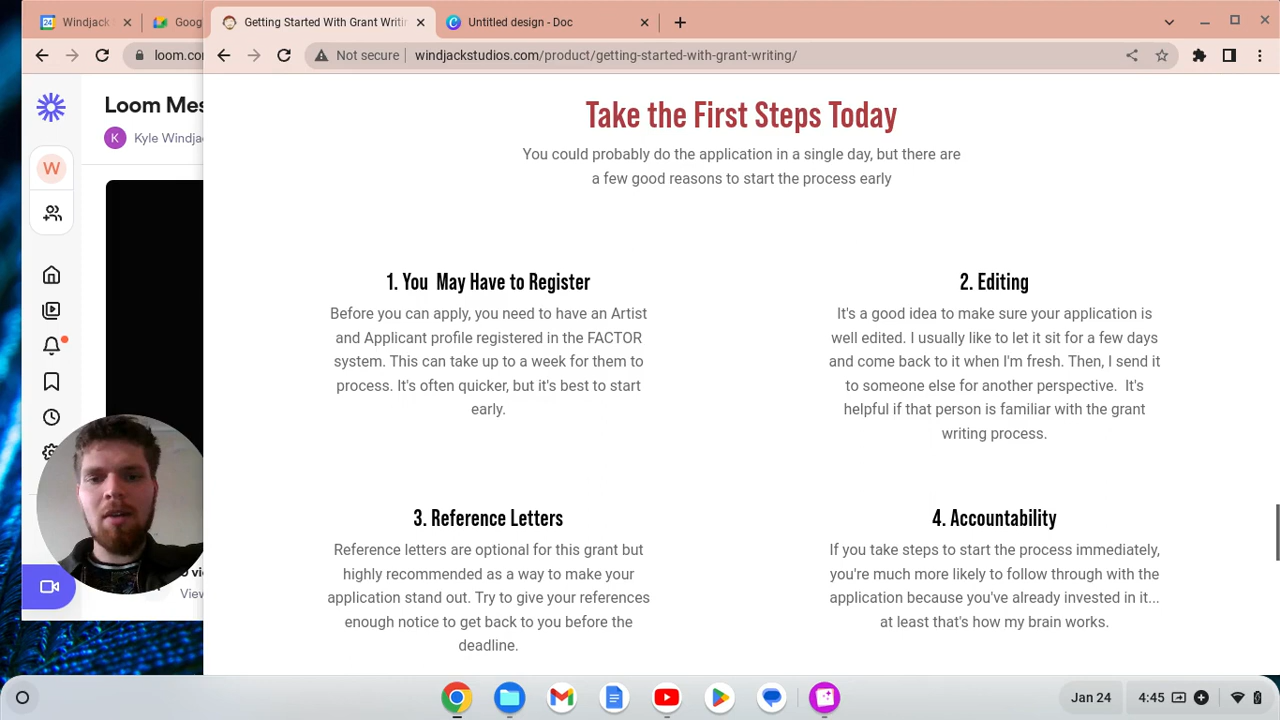 Windjack
Goog
Getting Started With Grant Writin
Untitled design - Doc
loom.co
Not secure
windjackstudios.com/product/getting-started-with-grant-writing/
Loom Mes
K
Kyle Windja
W
Take the First Steps Today
You could probably do the application in a single day, but there are
a few good reasons to start the process early
1. You May Have to Register
Before you can apply, you need to have an Artist
and Applicant profile registered in the FACTOR
system. This can take up to a week for them to
process. It's often quicker, but it's best to start
early.
2. Editing
It's a good idea to make sure your application is
well edited. I usually like to let it sit for a few days
and come back to it when I'm fresh. Then, I send it
to someone else for another perspective. It's
helpful if that person is familiar with the grant
writing process.
3. Reference Letters
Reference letters are optional for this grant but
highly recommended as a way to make your
application stand out. Try to give your references
enough notice to get back to you before the
deadline.
4. Accountability
If you take steps to start the process immediately,
you're much more likely to follow through with the
application because you've already invested in it...
at least that's how my brain works.
View
Jan 24
4:45